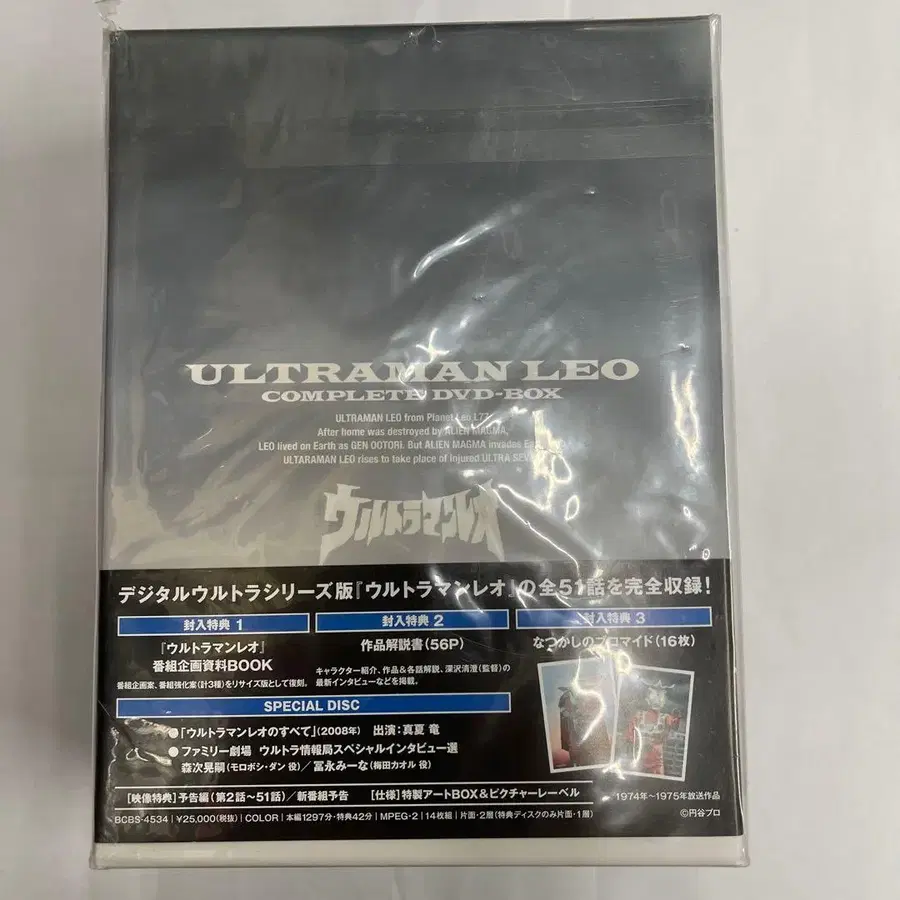 ULTRAMAN LEO
COMPLETE DVD-BOX
ULTRAMAN LEO from Planet Leo L77.
After home was destroyed by ALIEN MAGMA,
LEO lived on Earth as GEN OOTORI. But ALIEN MAGMA invades
ULTARAMAN LEO rises to take place of Injured ULTRA
ウルトラマンレオ
デジタルウルトラシリーズ版『ウルトラマンレオ』の全51話を完全収録!
封入特典 1
『ウルトラマンレオ』
番組企画資料BOOK
番組企画案、番組強化案(計3種)をリサイズ版として復刻。
封入特典 2
作品解説書(56P)
キャラクター紹介、作品&各話解説、深沢清澄(監督)の
最新インタビューなどを掲載。
封入特典 3
なつかしのブロマイド(16枚)
SPECIAL DISC
●「ウルトラマンレオのすべて」(2008年) 出演:真夏 竜
●ファミリー劇場 ウルトラ情報局スペシャルインタビュー選
森次晃嗣(モロボシ・ダン 役)/冨永みーな(梅田カオル 役)
[映像特典]予告編(第2話〜51話)/新番組予告 [仕様]特製アートBOX&ピクチャーレーベル
1974年〜1975年放送作品
BCBS-4534 | ¥25,000(税抜) | COLOR | 本編1297分・特典42分 | MPEG-2 | 14枚組 | 片面・2層(特典ディスクのみ片面・1層)
©円谷プロ